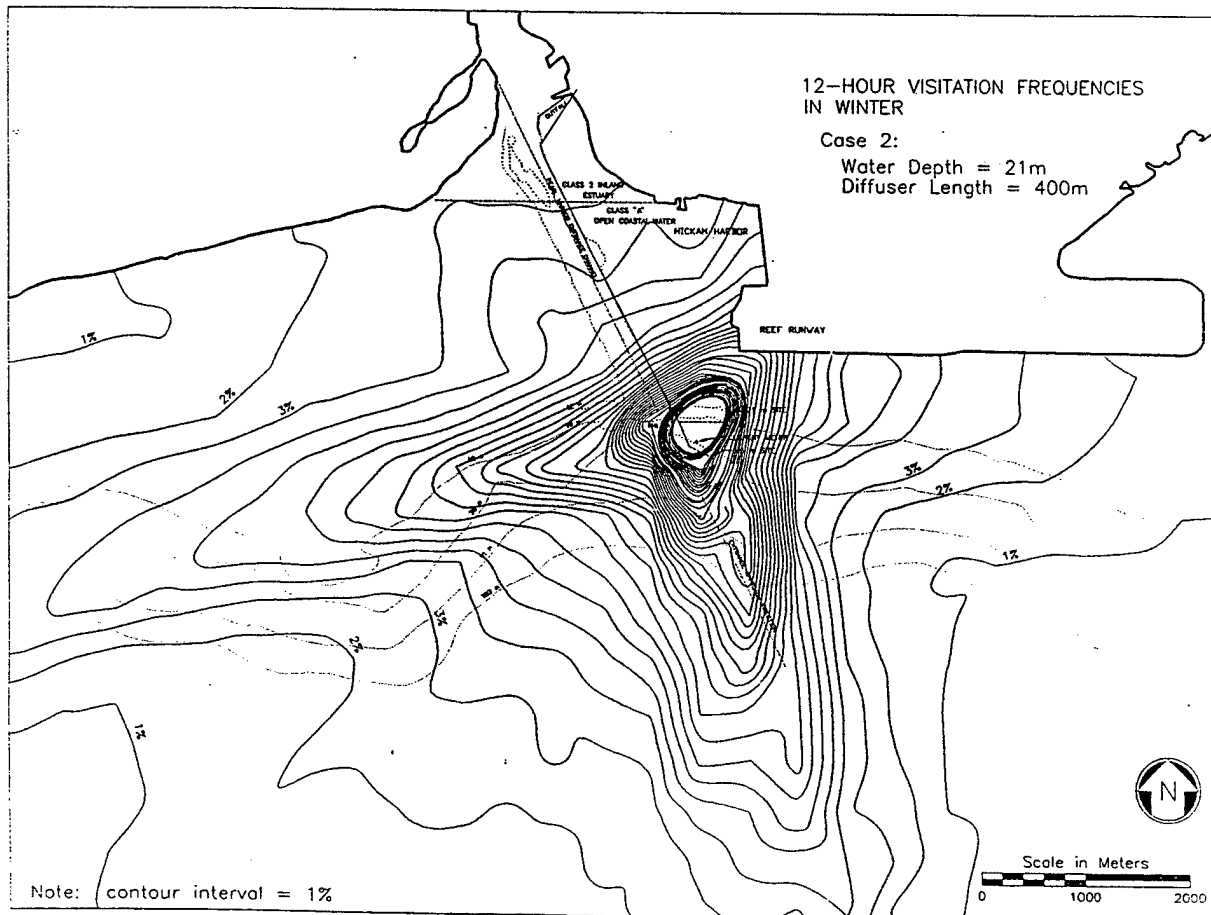 12-HOUR VISITATION FREQUENCIES
IN WINTER
Case 2:
Water Depth = 21m
Diffuser Length = 400m
CLASS 2 INLAND
ESTUARY
CLASS "A"
OPEN COASTAL WATER
HICKAM HARBOR
REEF RUNWAY
1%
2%
3%
3%
2%
1%
3%
2%
1%
N
Scale in Meters
0 1000 2000
Note: contour interval = 1%